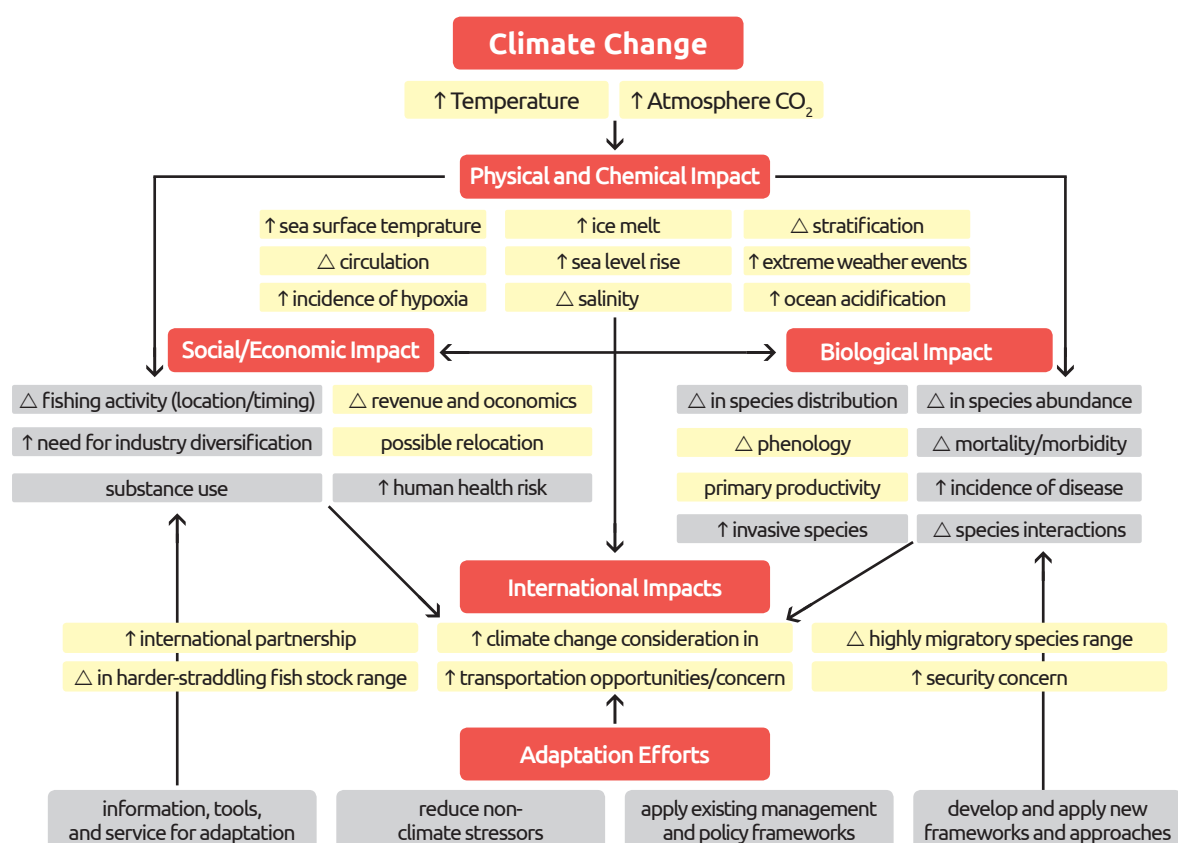 Climate Change
↑ Temperature
↑ Atmosphere CO₂
Physical and Chemical Impact
↑ sea surface temprature
↑ ice melt
△ stratification
△ circulation
↑ sea level rise
↑ extreme weather events
↑ incidence of hypoxia
△ salinity
↑ ocean acidification
Social/Economic Impact
Biological Impact
△ fishing activity (location/timing)
△ revenue and oconomics
△ in species distribution
△ in species abundance
↑ need for industry diversification
possible relocation
△ phenology
△ mortality/morbidity
substance use
↑ human health risk
primary productivity
↑ incidence of disease
↑ invasive species
△ species interactions
International Impacts
↑ international partnership
↑ climate change consideration in
△ highly migratory species range
△ in harder-straddling fish stock range
↑ transportation opportunities/concern
↑ security concern
Adaptation Efforts
information, tools,
and service for adaptation
reduce non-
climate stressors
apply existing management
and policy frameworks
develop and apply new
frameworks and approaches